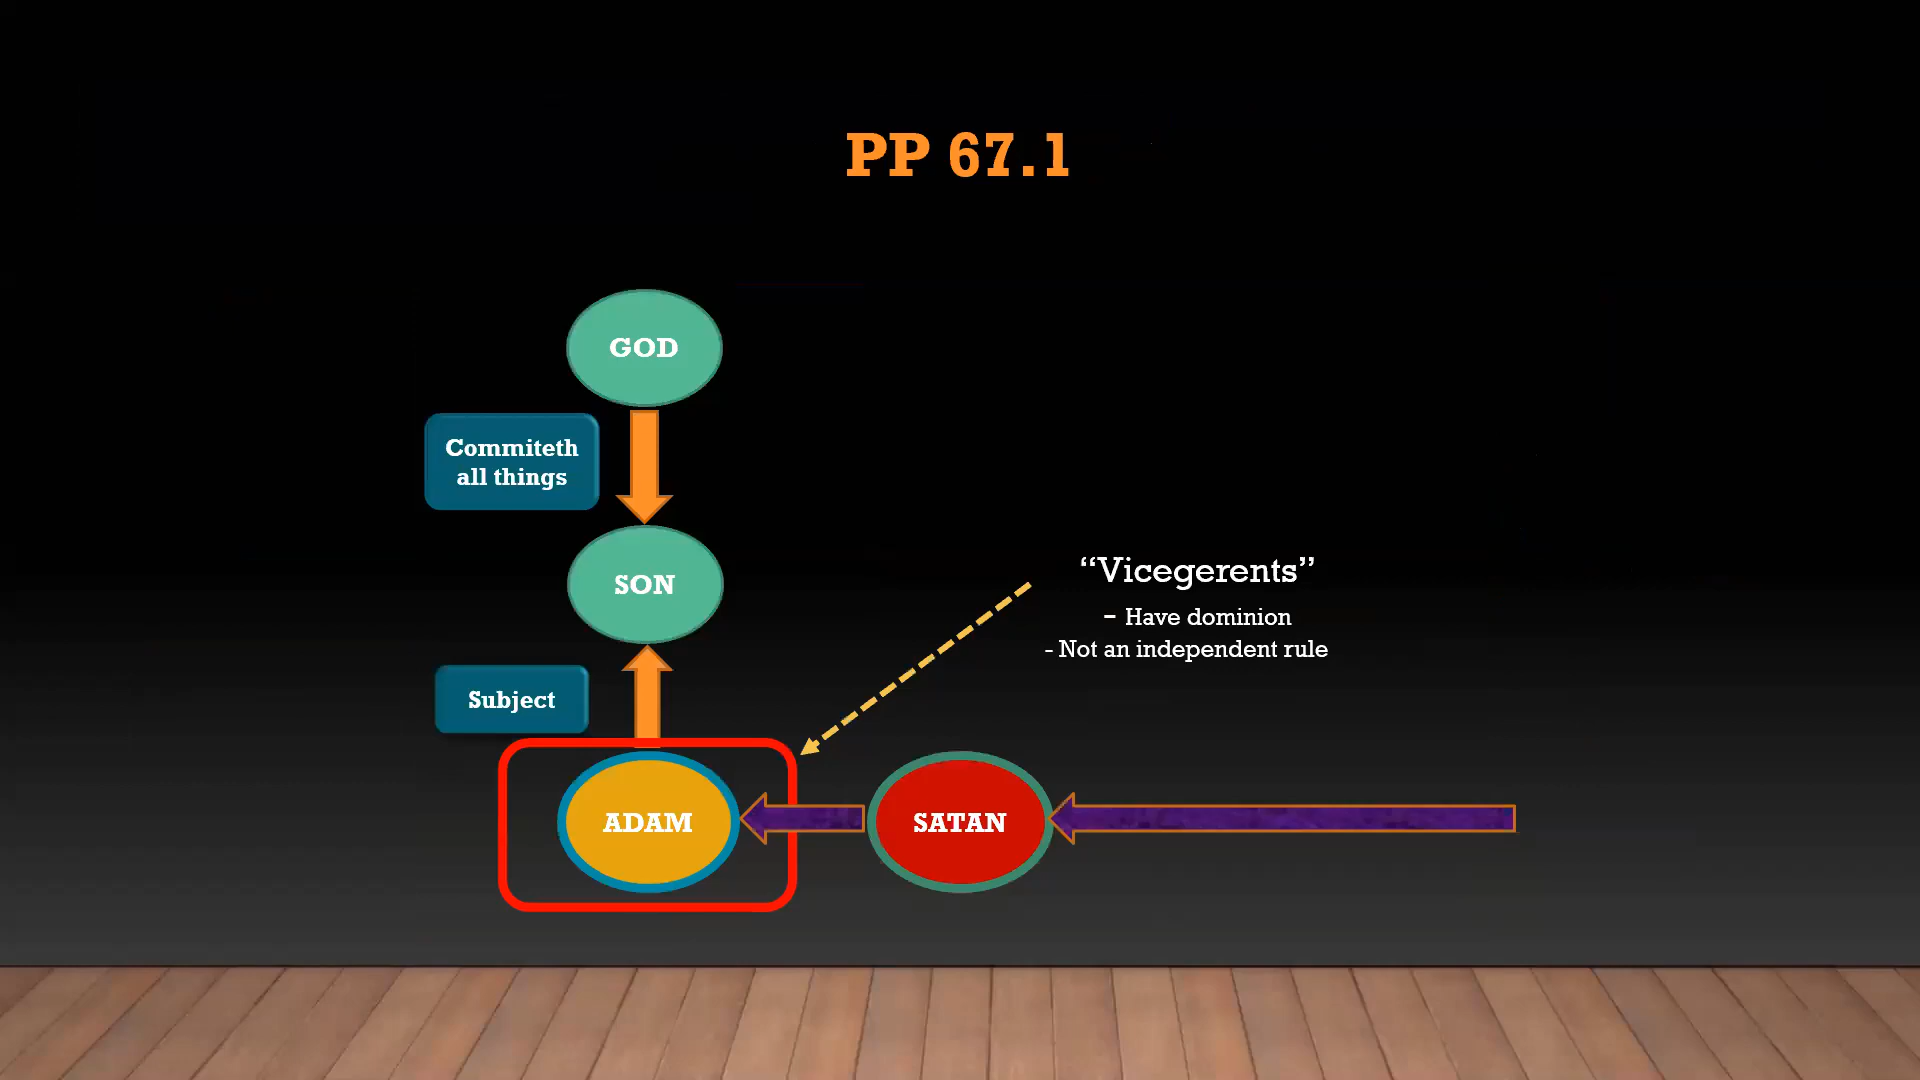 PP 67.1
GOD
Commiteth
all things
SON
“Vicegerents”
- Have dominion
- Not an independent rule
Subject
ADAM
SATAN